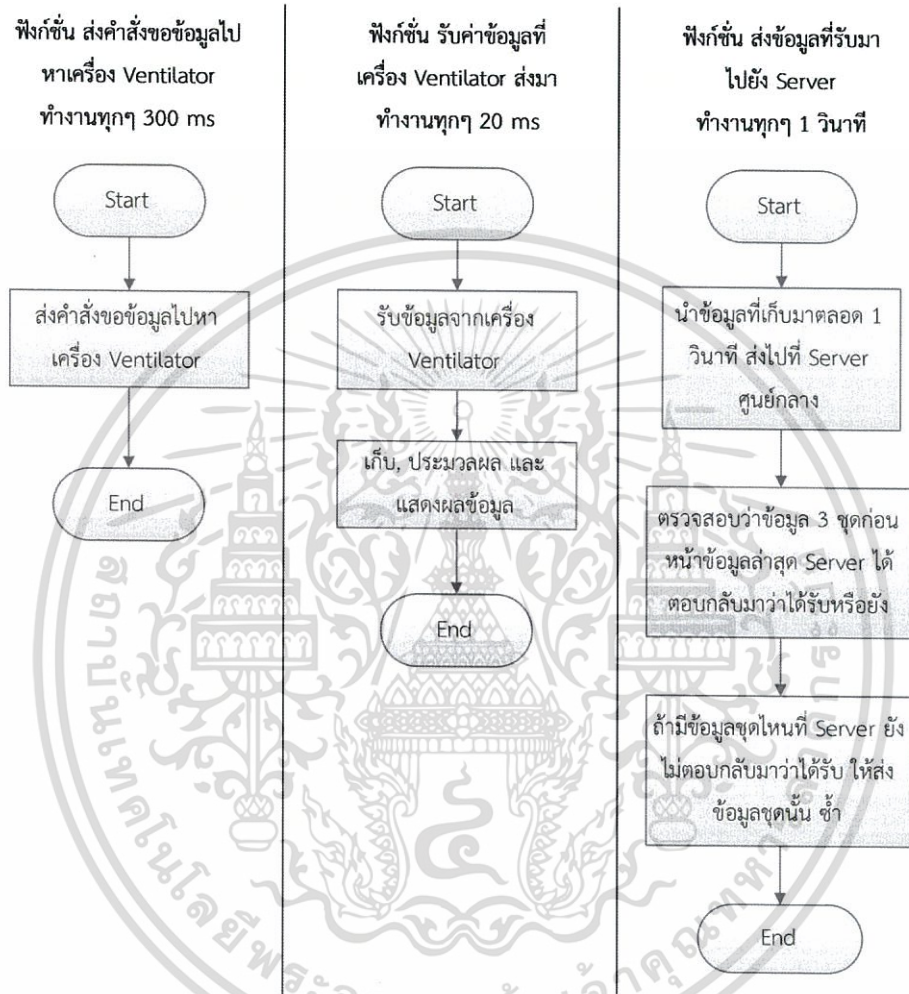 ฟังก์ชั่น ส่งคำสั่งขอข้อมูลไป
หาเครื่อง Ventilator
ทำงานทุกๆ 300 ms
Start
ส่งคำสั่งขอข้อมูลไปหา
เครื่อง Ventilator
End
ฟังก์ชั่น รับค่าข้อมูลที่
เครื่อง Ventilator ส่งมา
ทำงานทุกๆ 20 ms
Start
รับข้อมูลจากเครื่อง
Ventilator
เก็บ, ประมวลผล และ
แสดงผลข้อมูล
End
ฟังก์ชั่น ส่งข้อมูลที่รับมา
ไปยัง Server
ทำงานทุกๆ 1 วินาที
Start
นำข้อมูลที่เก็บมาตลอด 1
วินาที ส่งไปที่ Server
ศูนย์กลาง
ตรวจสอบว่าข้อมูล 3 ชุดก่อน
หน้าข้อมูลล่าสุด Server ได้
ตอบกลับมาว่าได้รับหรือยัง
ถ้ามีข้อมูลชุดไหนที่ Server ยัง
ไม่ตอบกลับมาว่าได้รับ ให้ส่ง
ข้อมูลชุดนั้น ซ้ำ
End